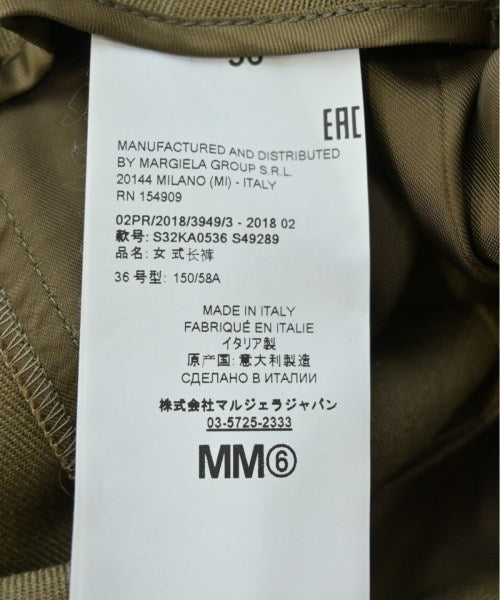 EAC
MANUFACTURED AND DISTRIBUTED
BY MARGIELA GROUP S.R.L.
20144 MILANO (MI) - ITALY
RN 154909
02PR/2018/3949/3 - 2018 02
款号: S32KA0536 S49289
品名: 女 式长裤
36 号型: 150/58A
MADE IN ITALY
FABRIQUÉ EN ITALIE
イタリア製
原产国: 意大利製造
СДЕЛАНО В ИТАЛИИ
株式会社マルジェラジャパン
03-5725-2333
MM⑥